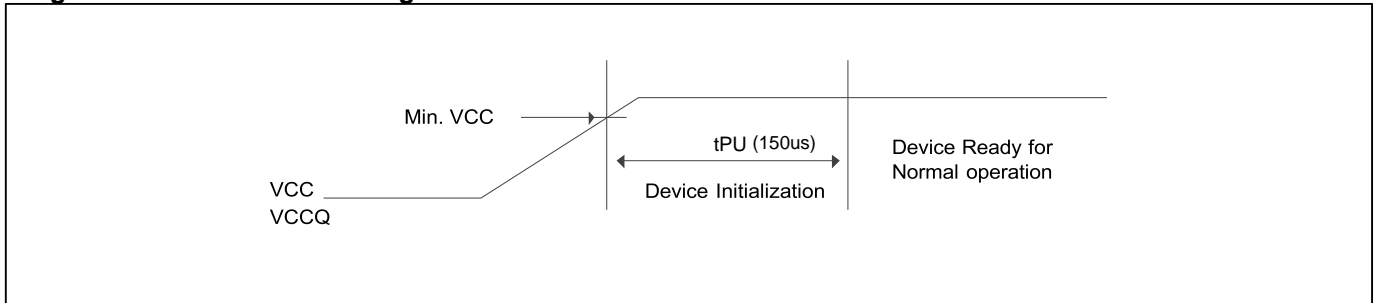 Min. VCC
tPU (150us)
Device Ready for
Normal operation
VCC
Device Initialization
VCCQ